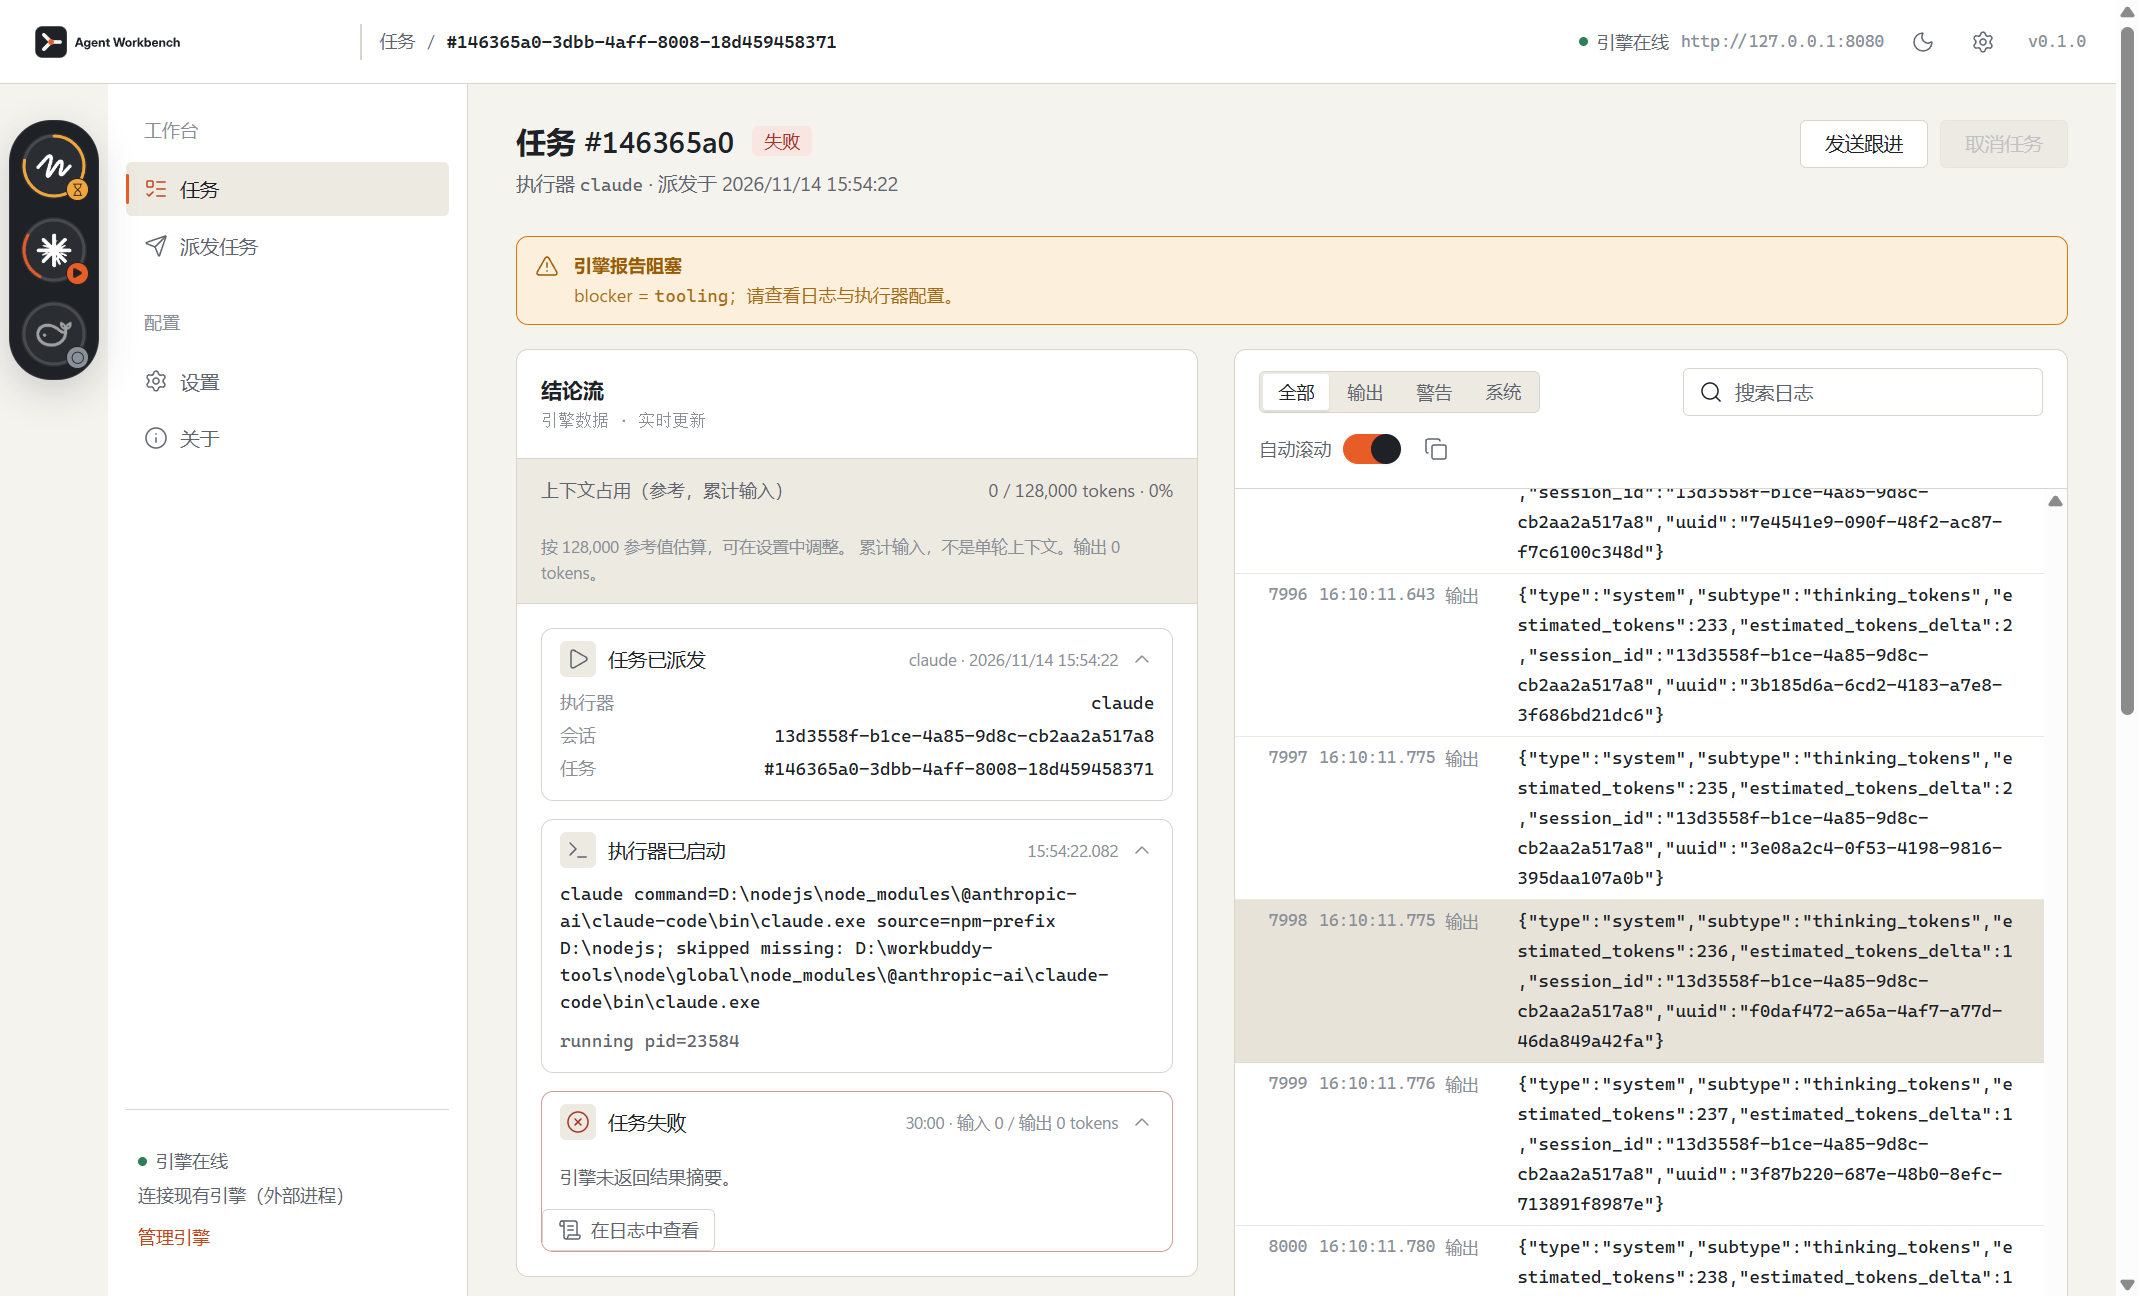 Agent Workbench
任务 / #146365a0-3dbb-4aff-8008-18d459458371
引擎在线 http://127.0.0.1:8080
v0.1.0
工作台
任务
派发任务
配置
设置
关于
引擎在线
连接现有引擎（外部进程）
管理引擎
任务 #146365a0 失败
执行器 claude · 派发于 2026/11/14 15:54:22
发送跟进
取消任务
引擎报告阻塞
blocker = tooling；请查看日志与执行器配置。
结论流
引擎数据 · 实时更新
上下文占用（参考，累计输入）
0 / 128,000 tokens · 0%
按 128,000 参考值估算，可在设置中调整。 累计输入，不是单轮上下文。输出 0
tokens。
任务已派发
claude · 2026/11/14 15:54:22
执行器 claude
会话 13d3558f-b1ce-4a85-9d8c-cb2aa2a517a8
任务 #146365a0-3dbb-4aff-8008-18d459458371
执行器已启动
15:54:22.082
claude command=D:\nodejs\node_modules\@anthropic-
ai\claude-code\bin\claude.exe source=npm-prefix
D:\nodejs; skipped missing: D:\workbuddy-
tools\node\global\node_modules\@anthropic-ai\claude-
code\bin\claude.exe
running pid=23584
任务失败
30:00 · 输入 0 / 输出 0 tokens
引擎未返回结果摘要。
在日志中查看
全部 输出 警告 系统
搜索日志
自动滚动
,"session_id":"13d3558f-b1ce-4a85-9d8c-
cb2aa2a517a8","uuid":"7e4541e9-090f-48f2-ac87-
f7c6100c348d"}
7996 16:10:11.643 输出 {"type":"system","subtype":"thinking_tokens","e
stimated_tokens":233,"estimated_tokens_delta":2
,"session_id":"13d3558f-b1ce-4a85-9d8c-
cb2aa2a517a8","uuid":"3b185d6a-6cd2-4183-a7e8-
3f686bd21dc6"}
7997 16:10:11.775 输出 {"type":"system","subtype":"thinking_tokens","e
stimated_tokens":235,"estimated_tokens_delta":2
,"session_id":"13d3558f-b1ce-4a85-9d8c-
cb2aa2a517a8","uuid":"3e08a2c4-0f53-4198-9816-
395daa107a0b"}
7998 16:10:11.775 输出 {"type":"system","subtype":"thinking_tokens","e
stimated_tokens":236,"estimated_tokens_delta":1
,"session_id":"13d3558f-b1ce-4a85-9d8c-
cb2aa2a517a8","uuid":"f0daf472-a65a-4af7-a77d-
46da849a42fa"}
7999 16:10:11.776 输出 {"type":"system","subtype":"thinking_tokens","e
stimated_tokens":237,"estimated_tokens_delta":1
,"session_id":"13d3558f-b1ce-4a85-9d8c-
cb2aa2a517a8","uuid":"3f87b220-687e-48b0-8efc-
713891f8987e"}
8000 16:10:11.780 输出 {"type":"system","subtype":"thinking_tokens","e
stimated_tokens":238,"estimated_tokens_delta":1